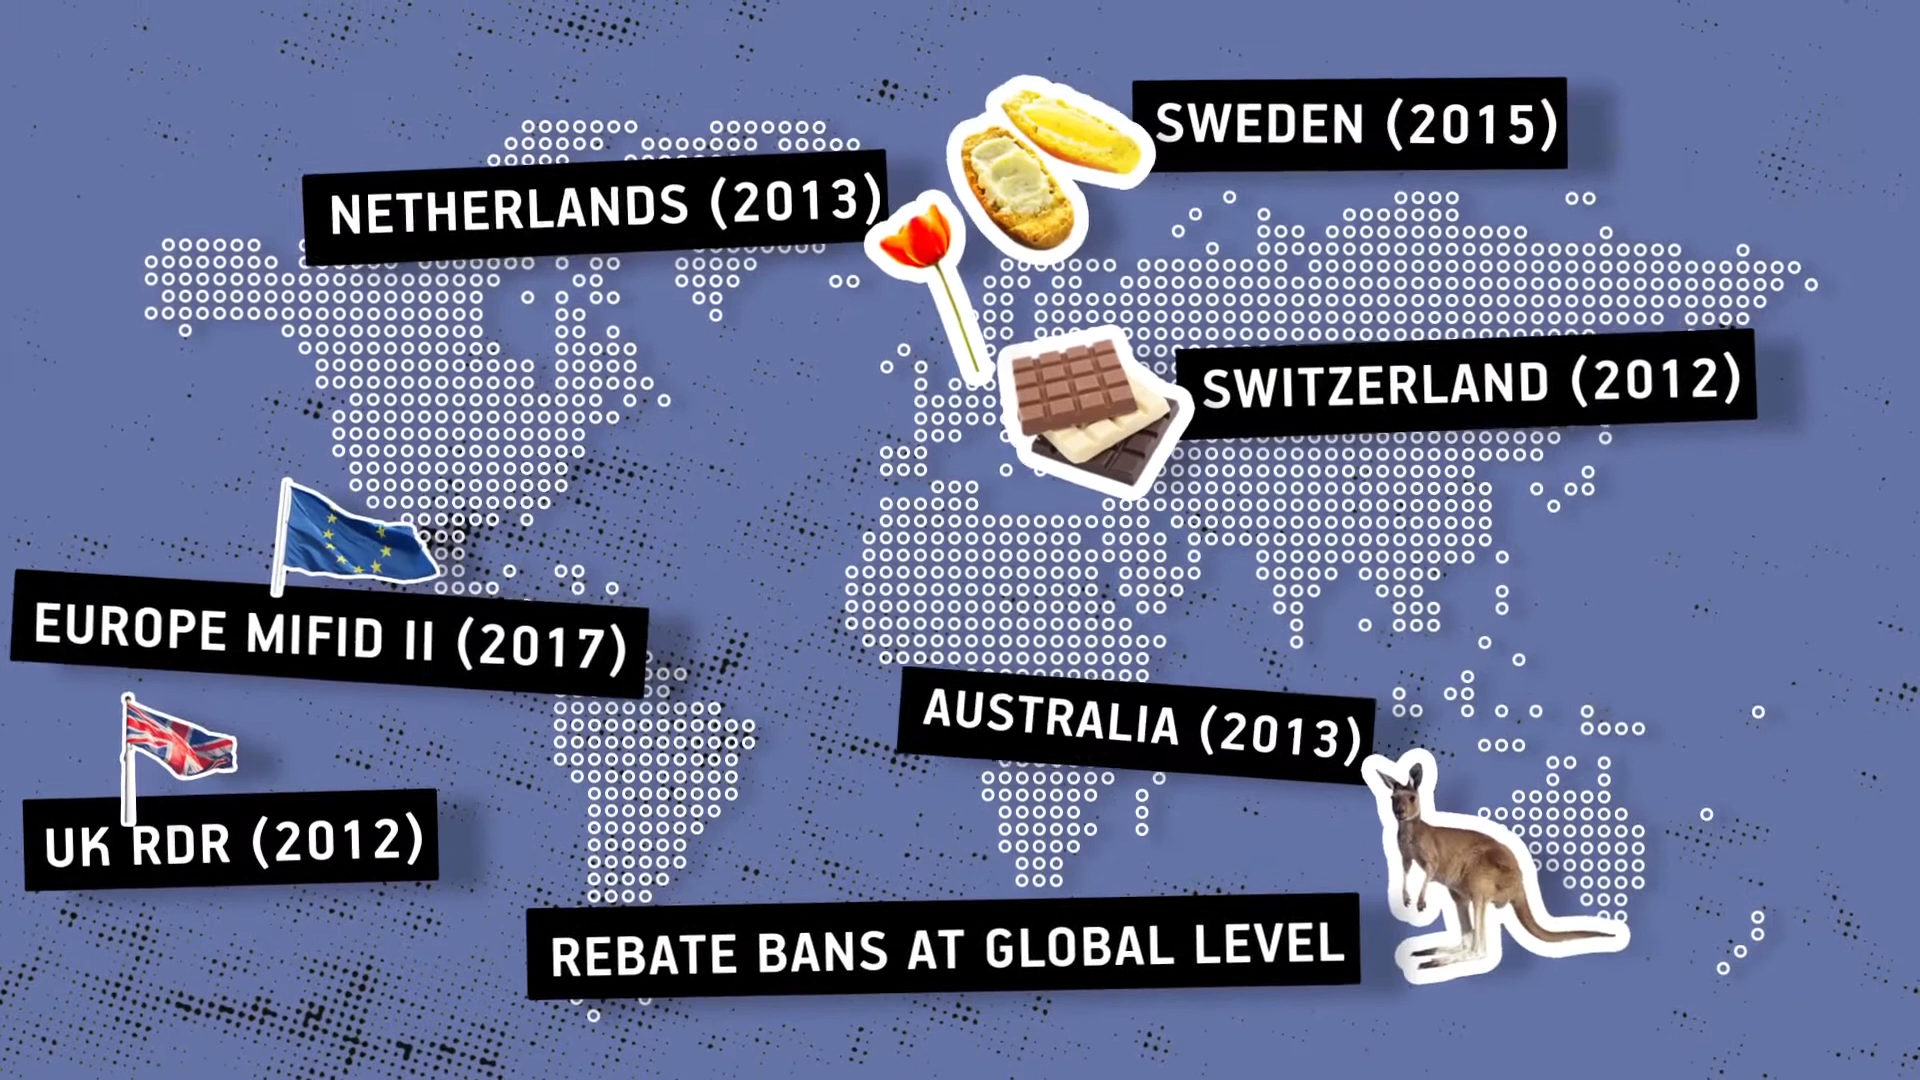 SWEDEN (2015)
NETHERLANDS (2013)
SWITZERLAND (2012)
EUROPE MIFID II (2017)
AUSTRALIA (2013)
UK RDR (2012)
REBATE BANS AT GLOBAL LEVEL